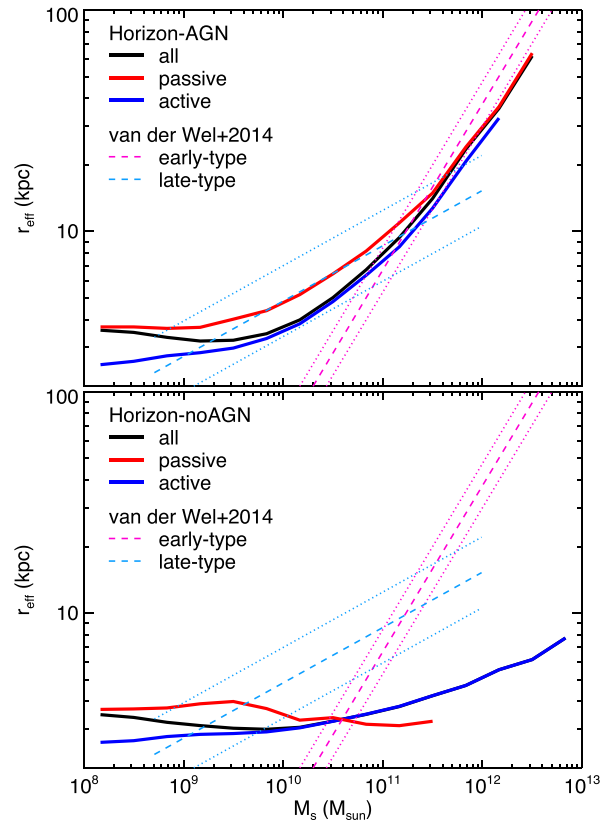 100
Horizon-AGN
all
passive
active
van der Wel+2014
early-type
late-type
10
r_eff (kpc)
100
Horizon-noAGN
all
passive
active
van der Wel+2014
early-type
late-type
10
r_eff (kpc)
10^8 10^9 10^10 10^11 10^12 10^13
M_s (M_sun)